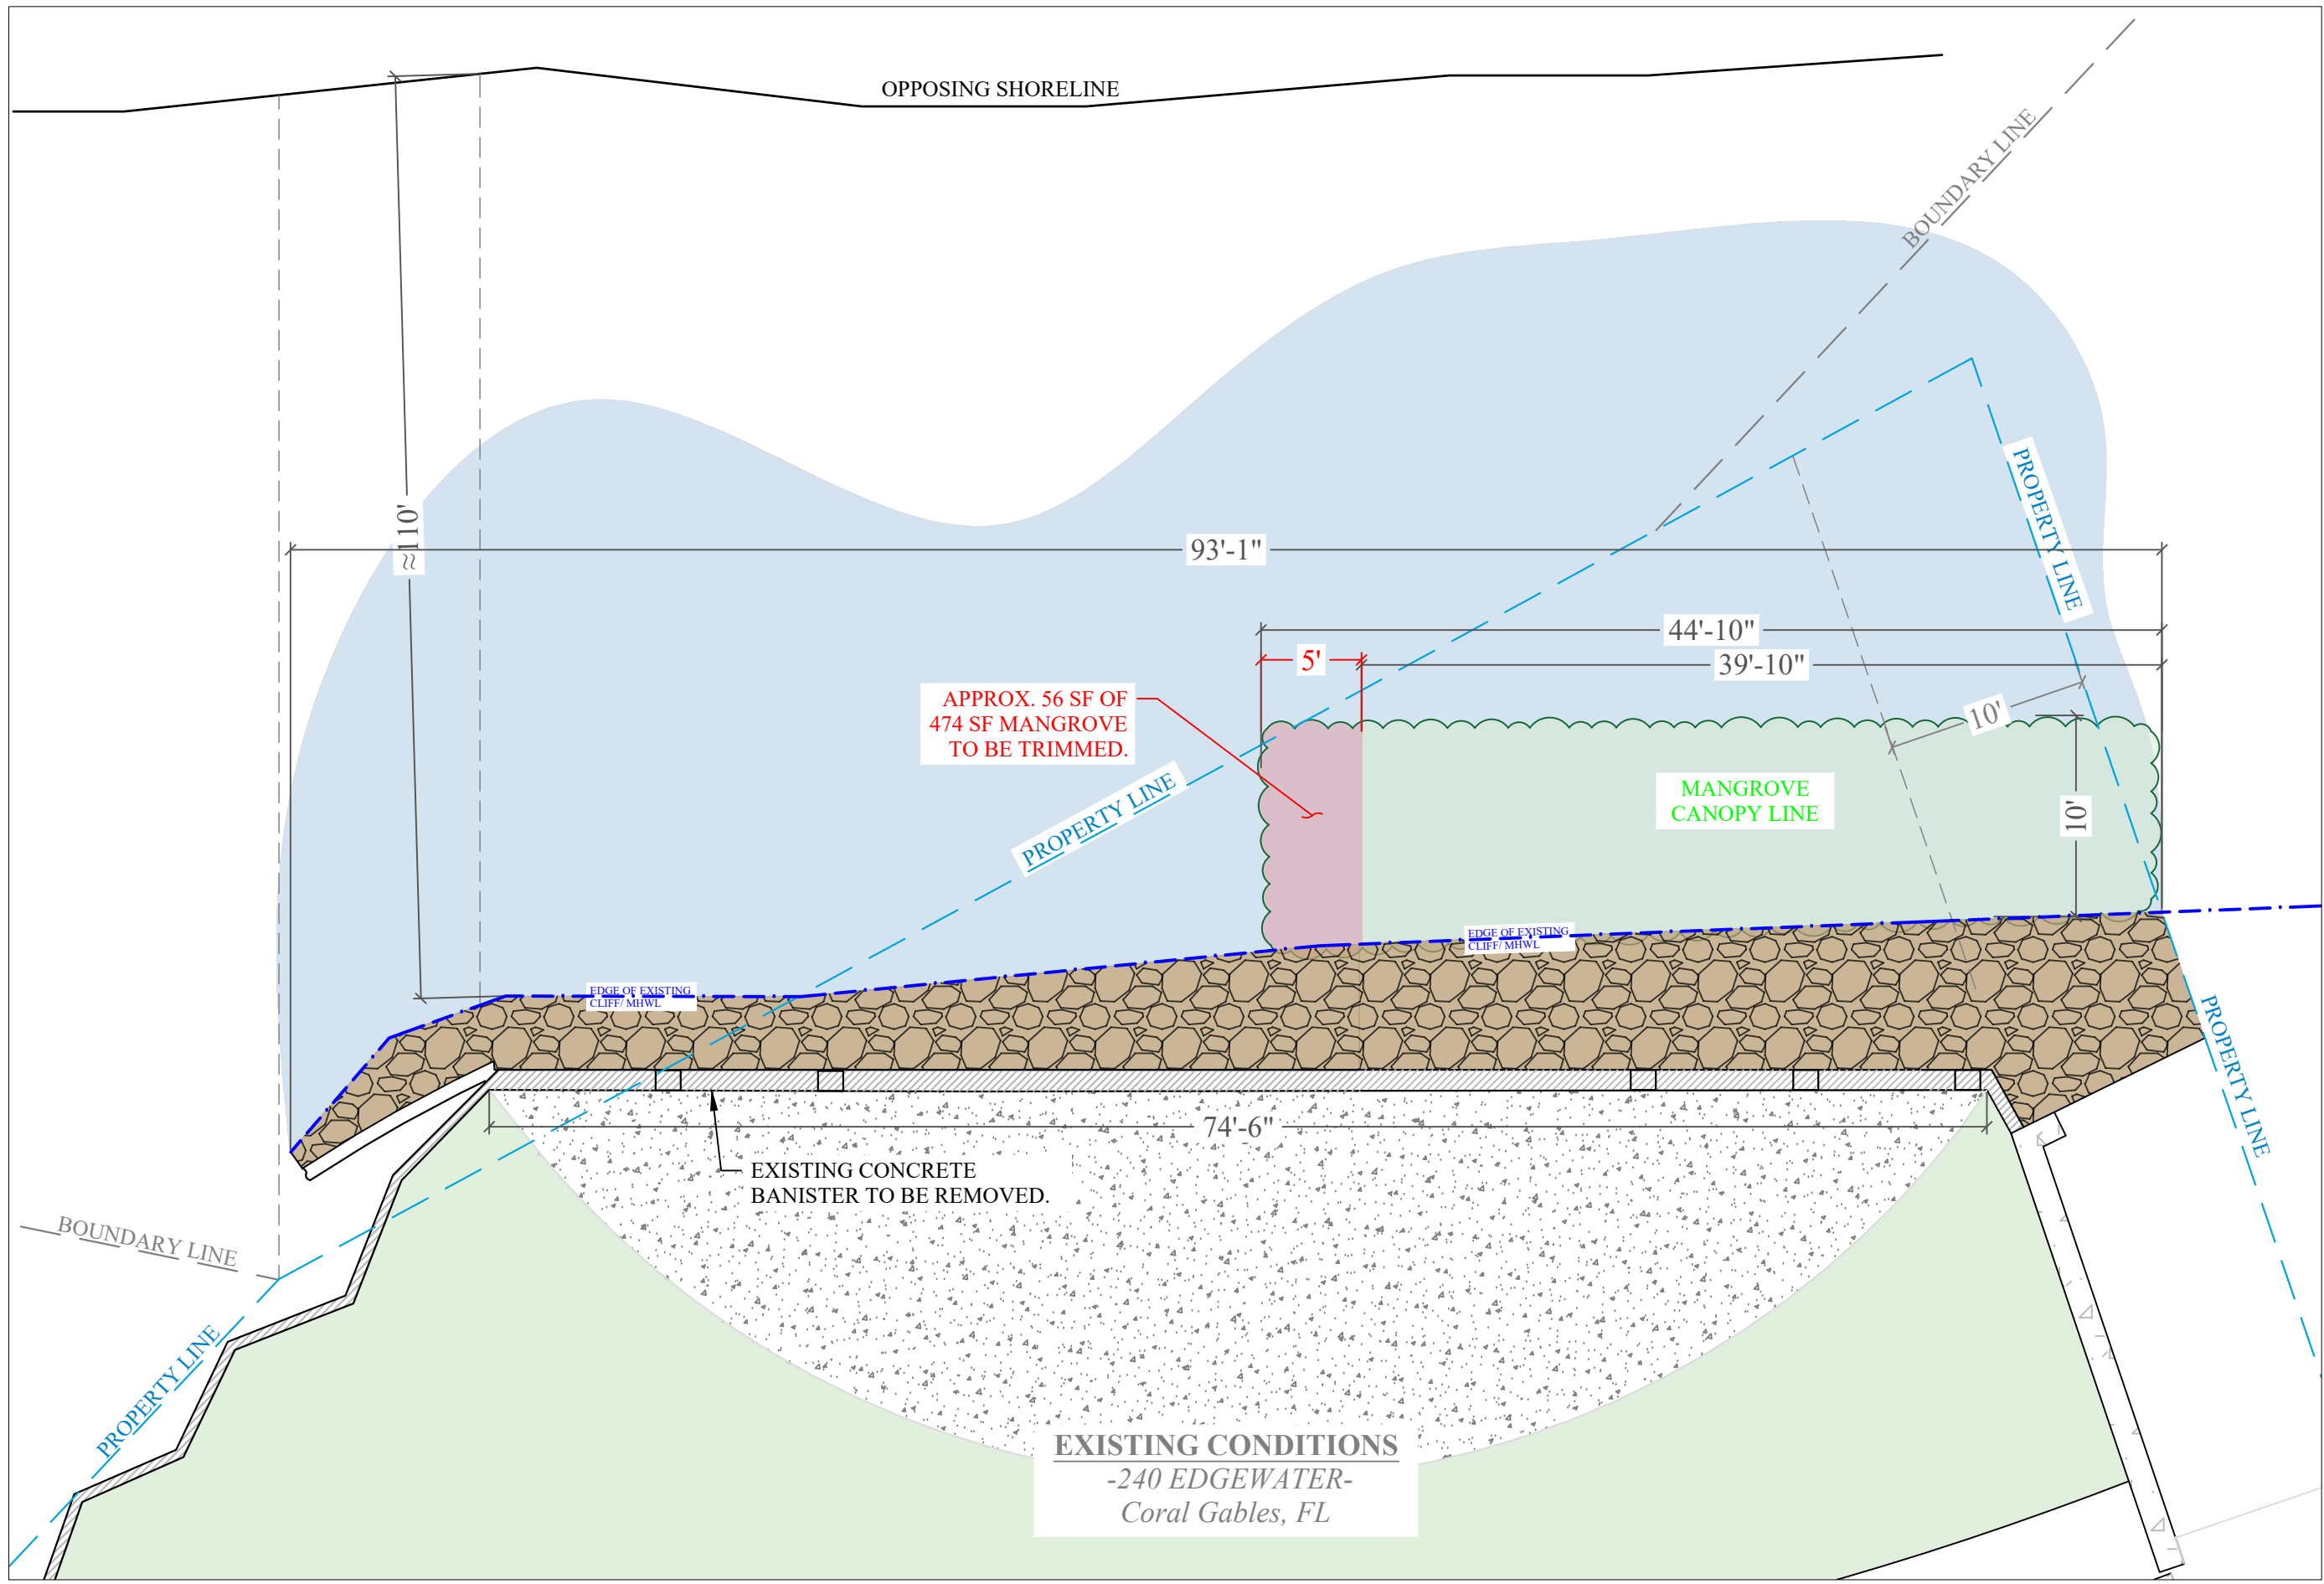 OPPOSING SHORELINE
BOUNDARY LINE
≈110'
93'-1"
PROPERTY LINE
44'-10"
5'
39'-10"
APPROX. 56 SF OF
474 SF MANGROVE
TO BE TRIMMED.
10'
PROPERTY LINE
MANGROVE
CANOPY LINE
10'
EDGE OF EXISTING
CLIFF/ MHWL
EDGE OF EXISTING
CLIFF/ MHWL
PROPERTY LINE
74'-6"
EXISTING CONCRETE
BANISTER TO BE REMOVED.
BOUNDARY LINE
PROPERTY LINE
EXISTING CONDITIONS
-240 EDGEWATER-
Coral Gables, FL